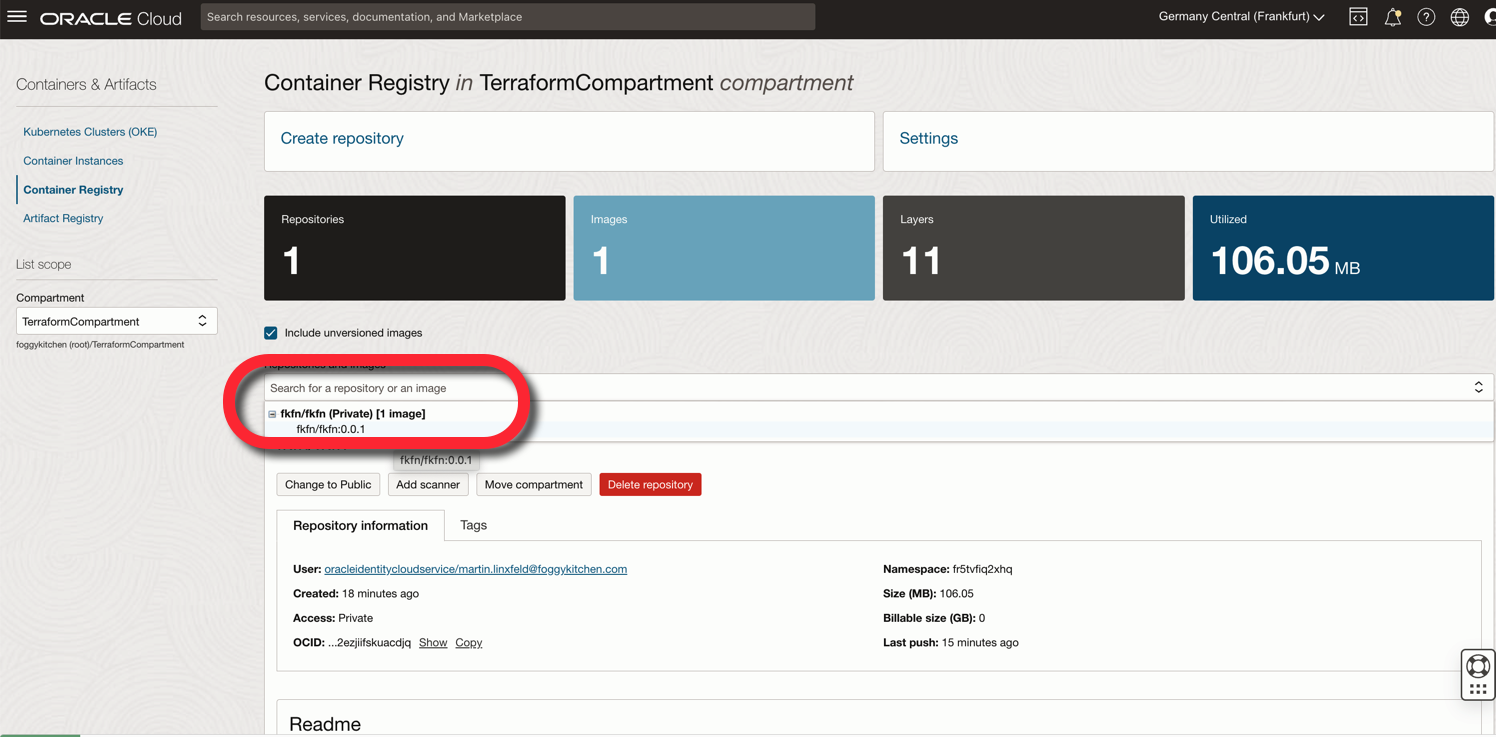 ORACLE Cloud
Search resources, services, documentation, and Marketplace
Germany Central (Frankfurt)
Containers & Artifacts
Kubernetes Clusters (OKE)
Container Instances
Container Registry
Artifact Registry
List scope
Compartment
TerraformCompartment
foggykitchen (root)/TerraformCompartment
Container Registry in TerraformCompartment compartment
Create repository
Settings
Repositories
1
Images
1
Layers
11
Utilized
106.05 MB
Include unversioned images
Repositories and images
Search for a repository or an image
fkfn/fkfn (Private) [1 image]
fkfn/fkfn:0.0.1
fkfn/fkfn:0.0.1
Change to Public
Add scanner
Move compartment
Delete repository
Repository information
Tags
User: oracleidentitycloudservice/martin.linxfeld@foggykitchen.com
Created: 18 minutes ago
Access: Private
OCID: ...2ezjiifskuacdjq Show Copy
Namespace: fr5tvfiq2xhq
Size (MB): 106.05
Billable size (GB): 0
Last push: 15 minutes ago
Readme